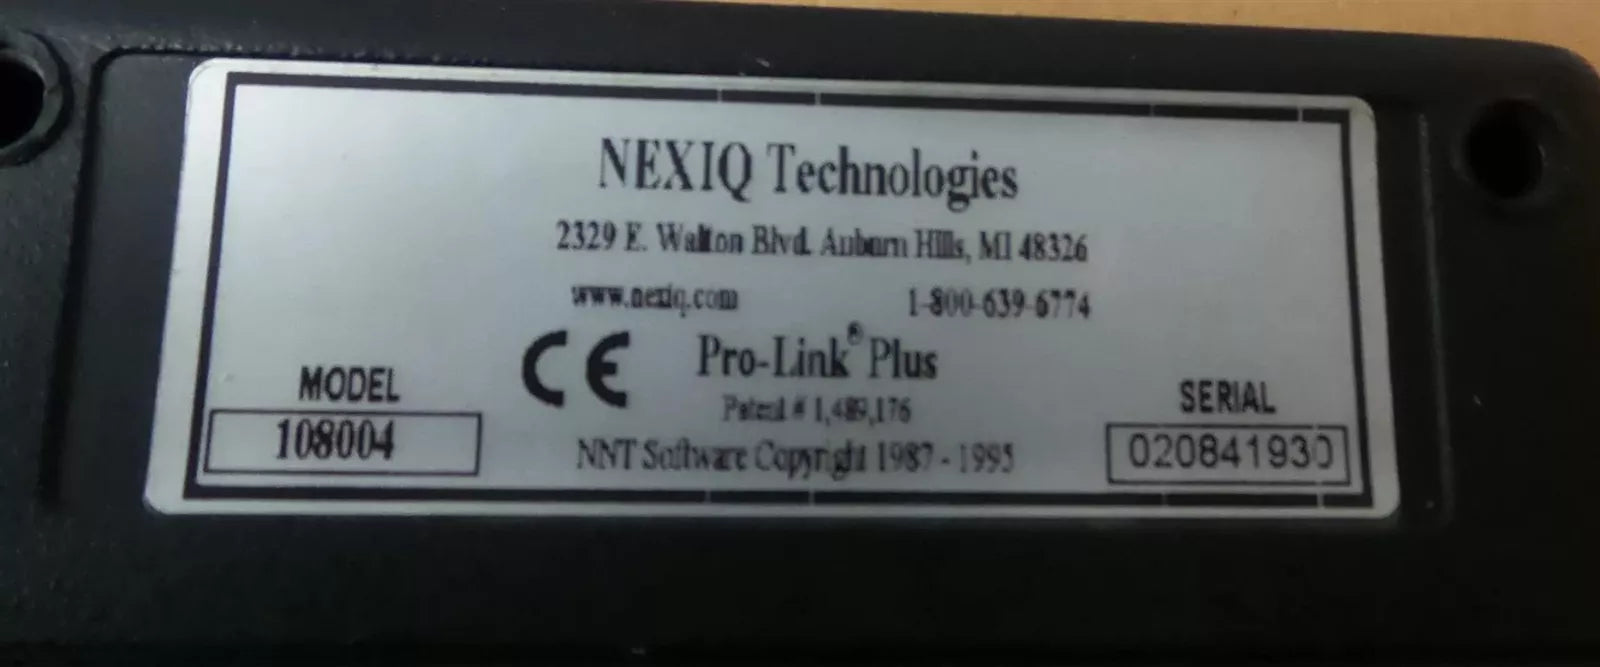 NEXIQ Technologies
2329 E. Walton Blvd. Auburn Hills, MI 48326
www.nexiq.com 1-800-639-6774
CE Pro-Link® Plus
MODEL
108004
Patent # 1,489,176
NNT Software Copyright 1987 - 1995
SERIAL
020841930